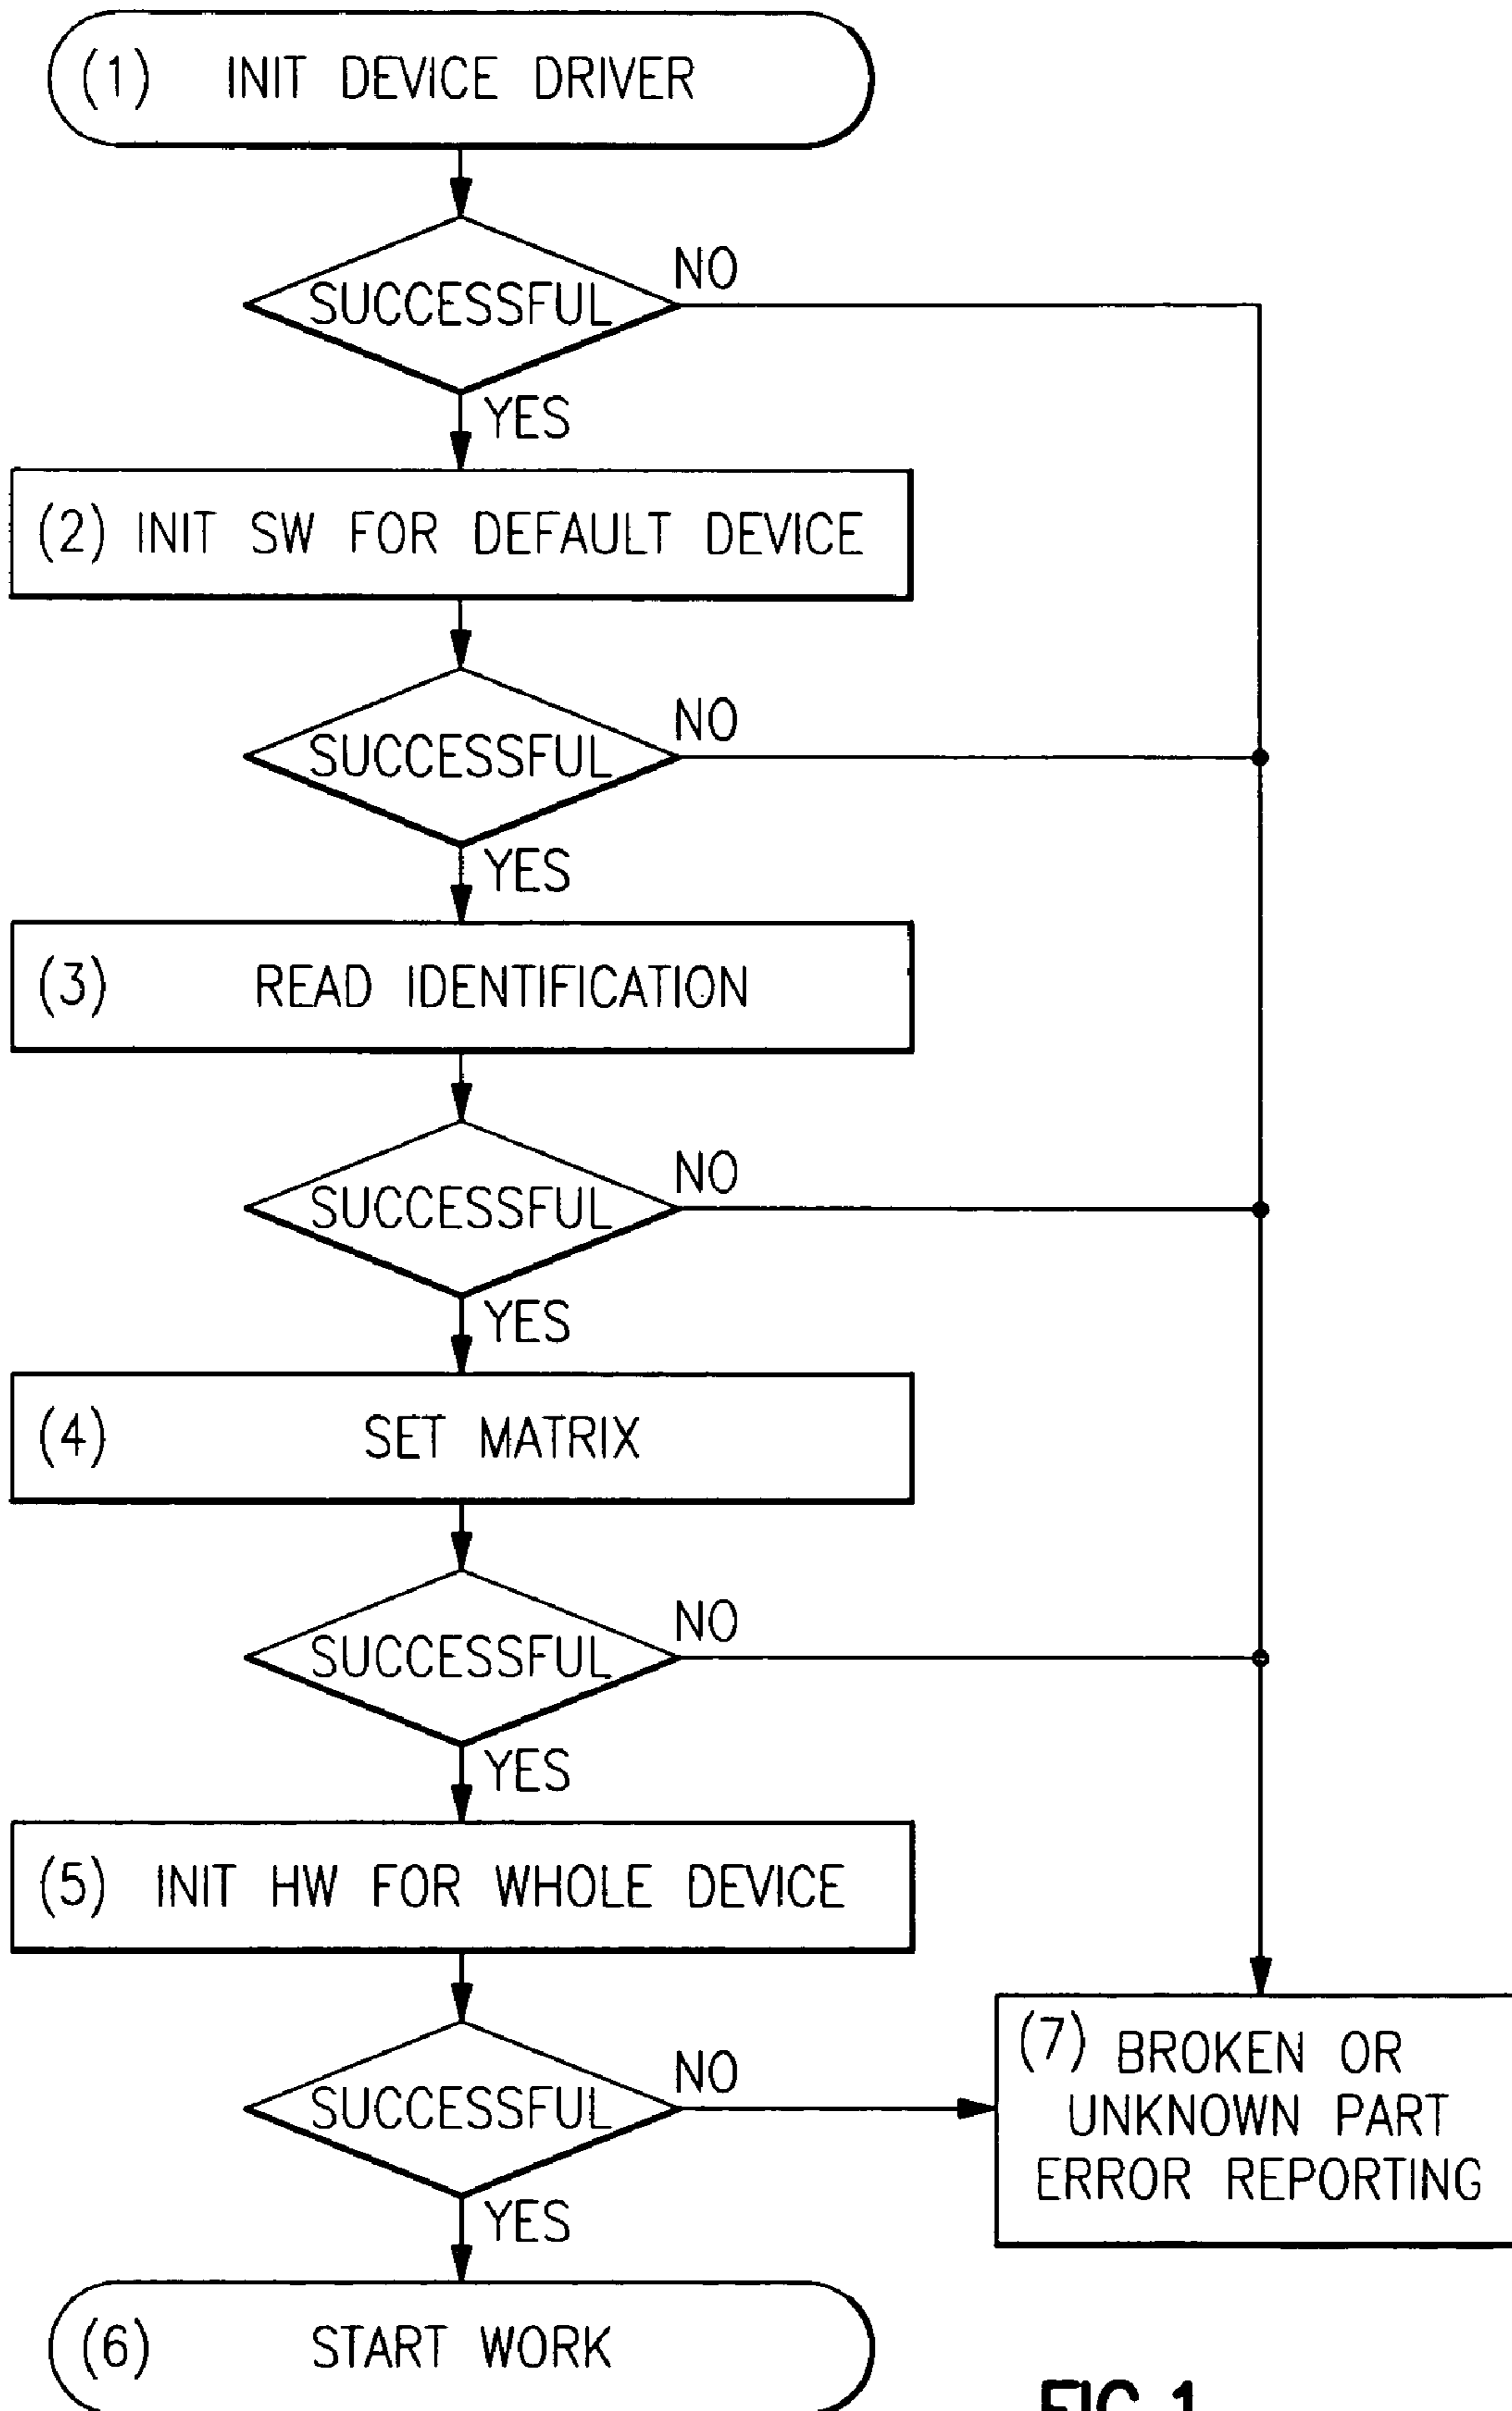 (1) INIT DEVICE DRIVER
SUCCESSFUL
NO
YES
(2) INIT SW FOR DEFAULT DEVICE
SUCCESSFUL
NO
YES
(3) READ IDENTIFICATION
SUCCESSFUL
NO
YES
(4) SET MATRIX
SUCCESSFUL
NO
YES
(5) INIT HW FOR WHOLE DEVICE
SUCCESSFUL
NO
YES
(7) BROKEN OR
UNKNOWN PART
ERROR REPORTING
(6) START WORK
FIG.1